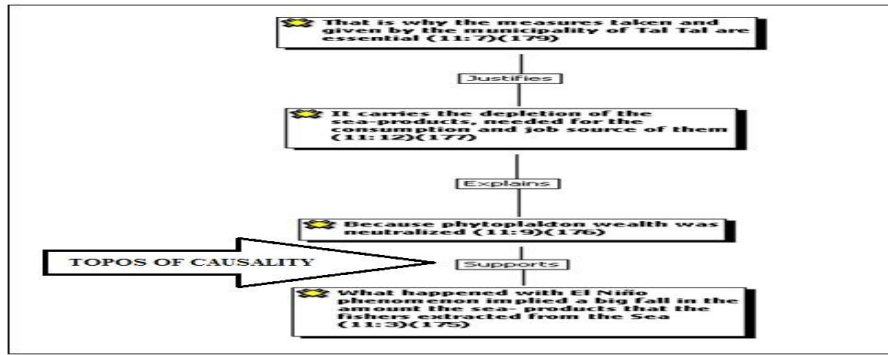 That is why the measures taken and
given by the municipality of Tal Tal are
essential (11:7)(179)
Justifies
It carries the depletion of the
sea-products, needed for the
consumption and job source of them
(11:12)(177)
Explains
Because phytoplakton wealth was
neutralized (11:9)(176)
TOPOS OF CAUSALITY
Supports
What happened with El Niño
phenomenon implied a big fall in the
amount the sea- products that the
fishers extracted from the Sea
(11:3)(175)